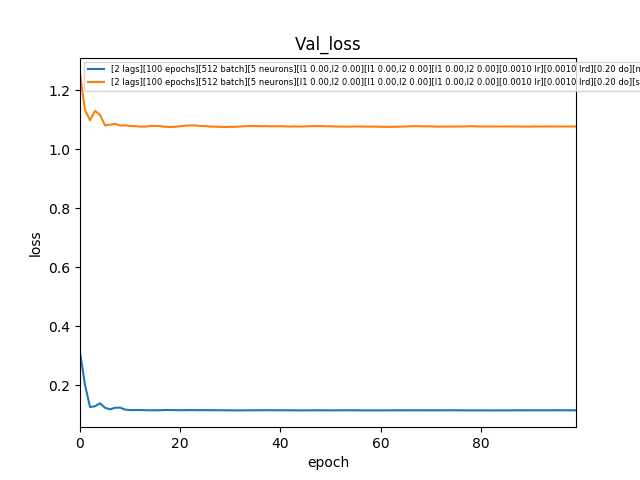 Val_loss
[2 lags][100 epochs][512 batch][5 neurons][l1 0.00,l2 0.00][l1 0.00,l2 0.00][l1 0.00,l2 0.00][0.0010 lr][0.0010 lrd][0.20 do][n
[2 lags][100 epochs][512 batch][5 neurons][l1 0.00,l2 0.00][l1 0.00,l2 0.00][l1 0.00,l2 0.00][0.0010 lr][0.0010 lrd][0.20 do][s
1.2
1.0
0.8
0.6
0.4
0.2
loss
0 20 40 60 80
epoch